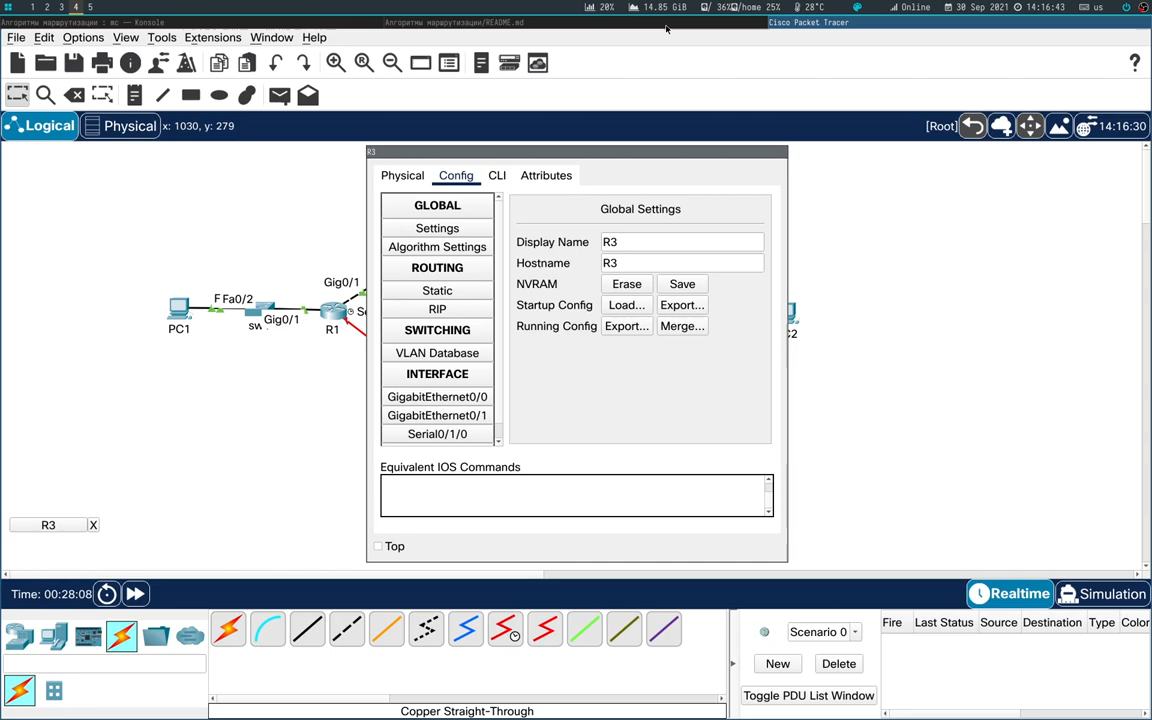 1 2 3 4 5 20% 14.85 GiB / 36% /home 25% 28°C Online 30 Sep 2021 14:16:43 us
Алгоритмы маршрутизации : mc — Konsole Алгоритмы маршрутизации/README.md Cisco Packet Tracer
File Edit Options View Tools Extensions Window Help
Logical Physical x: 1030, y: 279 [Root] 14:16:30
R3
Physical Config CLI Attributes
GLOBAL
Settings
Algorithm Settings
ROUTING
Static
RIP
SWITCHING
VLAN Database
INTERFACE
GigabitEthernet0/0
GigabitEthernet0/1
Serial0/1/0
Global Settings
Display Name R3
Hostname R3
NVRAM Erase Save
Startup Config Load... Export...
Running Config Export... Merge...
Equivalent IOS Commands
Top
Gig0/1
F Fa0/2
Gig0/1
PC1
sw
R1
R3 X
Time: 00:28:08 Realtime Simulation
Scenario 0
New Delete
Toggle PDU List Window
Fire Last Status Source Destination Type Color
Copper Straight-Through